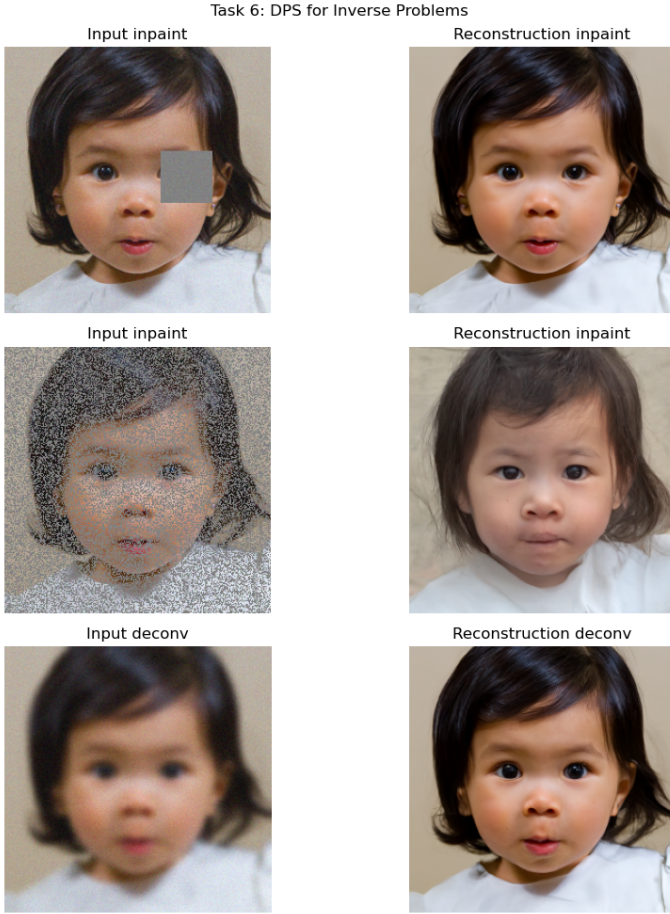 Task 6: DPS for Inverse Problems
Input inpaint
Reconstruction inpaint
Input inpaint
Reconstruction inpaint
Input deconv
Reconstruction deconv